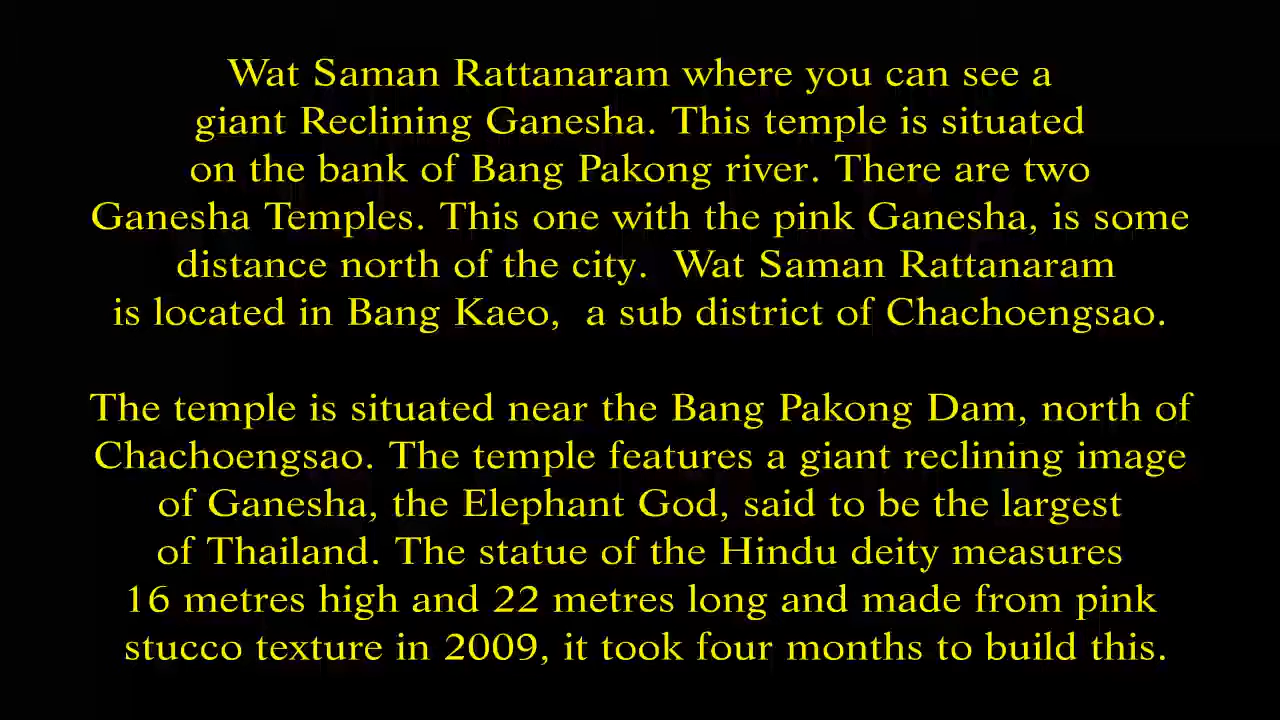 Wat Saman Rattanaram where you can see a
giant Reclining Ganesha. This temple is situated
on the bank of Bang Pakong river. There are two
Ganesha Temples. This one with the pink Ganesha, is some
distance north of the city.  Wat Saman Rattanaram
is located in Bang Kaeo,  a sub district of Chachoengsao.
The temple is situated near the Bang Pakong Dam, north of
Chachoengsao. The temple features a giant reclining image
of Ganesha, the Elephant God, said to be the largest
of Thailand. The statue of the Hindu deity measures
16 metres high and 22 metres long and made from pink
stucco texture in 2009, it took four months to build this.